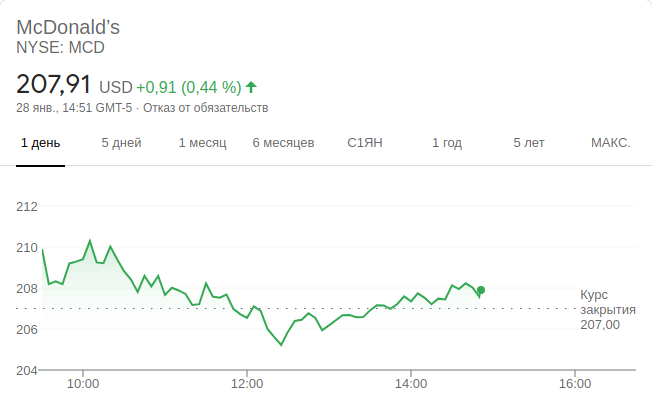 McDonald’s
NYSE: MCD
207,91 USD +0,91 (0,44 %)
28 янв., 14:51 GMT-5 · Отказ от обязательств
1 день 5 дней 1 месяц 6 месяцев С1ЯН 1 год 5 лет МАКС.
212
210
208
206
204
Курс
закрытия
207,00
10:00 12:00 14:00 16:00